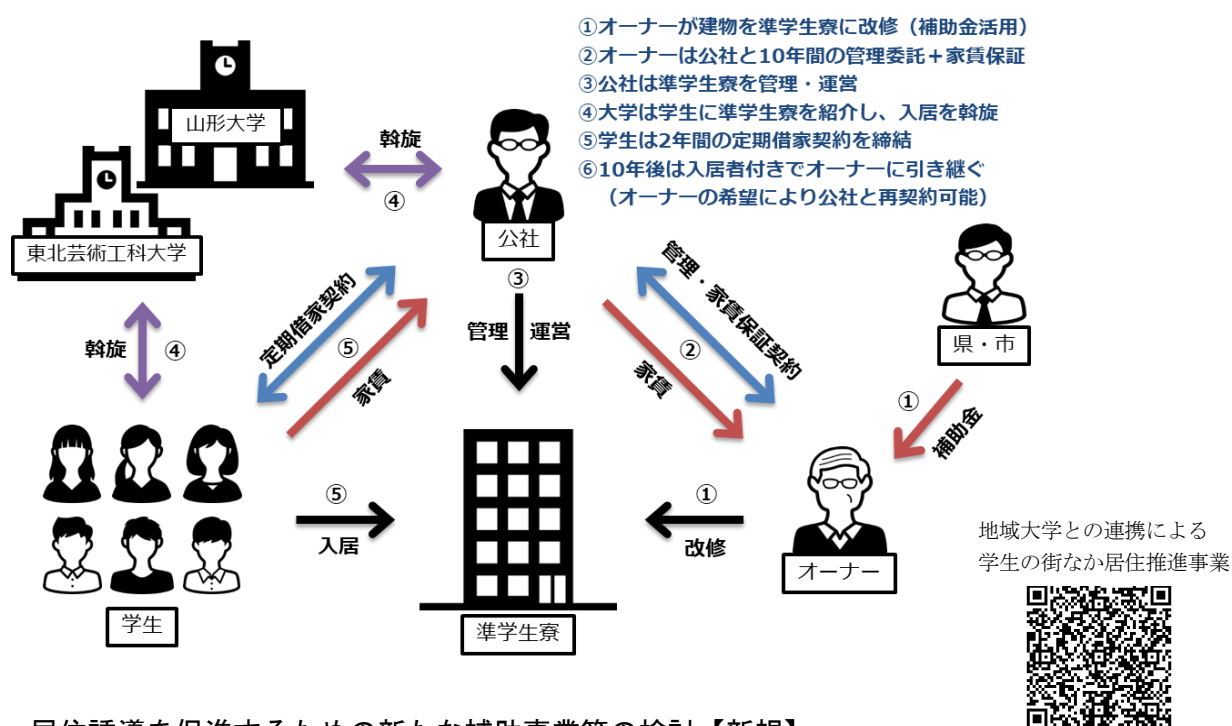 ①オーナーが建物を準学生寮に改修（補助金活用）
②オーナーは公社と10年間の管理委託＋家賃保証
③公社は準学生寮を管理・運営
④大学は学生に準学生寮を紹介し、入居を斡旋
⑤学生は2年間の定期借家契約を締結
⑥10年後は入居者付きでオーナーに引き継ぐ
（オーナーの希望により公社と再契約可能）
山形大学
東北芸術工科大学
斡旋
④
公社
③
管理
運営
県・市
①
補助金
斡旋
④
定期借家契約
⑤
家賃
管理・家賃保証契約
②
家賃
学生
⑤
入居
準学生寮
①
改修
オーナー
地域大学との連携による
学生の街なか居住推進事業